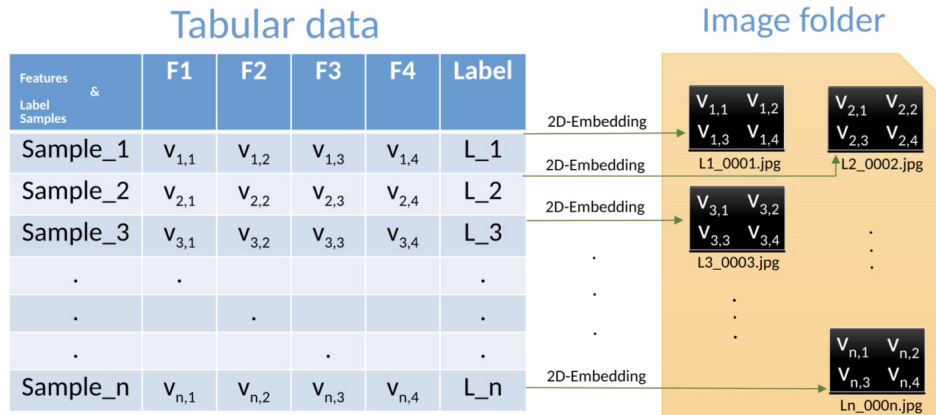 Tabular data
Image folder
Features & Label Samples F1 F2 F3 F4 Label
Sample_1 v1,1 v1,2 v1,3 v1,4 L_1
Sample_2 v2,1 v2,2 v2,3 v2,4 L_2
Sample_3 v3,1 v3,2 v3,3 v3,4 L_3
. . .
. . .
. . .
Sample_n vn,1 vn,2 vn,3 vn,4 L_n
2D-Embedding
2D-Embedding
2D-Embedding
.
.
.
2D-Embedding
V1,1 V1,2
V1,3 V1,4
L1_0001.jpg
V2,1 V2,2
V2,3 V2,4
L2_0002.jpg
V3,1 V3,2
V3,3 V3,4
L3_0003.jpg
.
.
.
.
.
.
Vn,1 Vn,2
Vn,3 Vn,4
Ln_000n.jpg